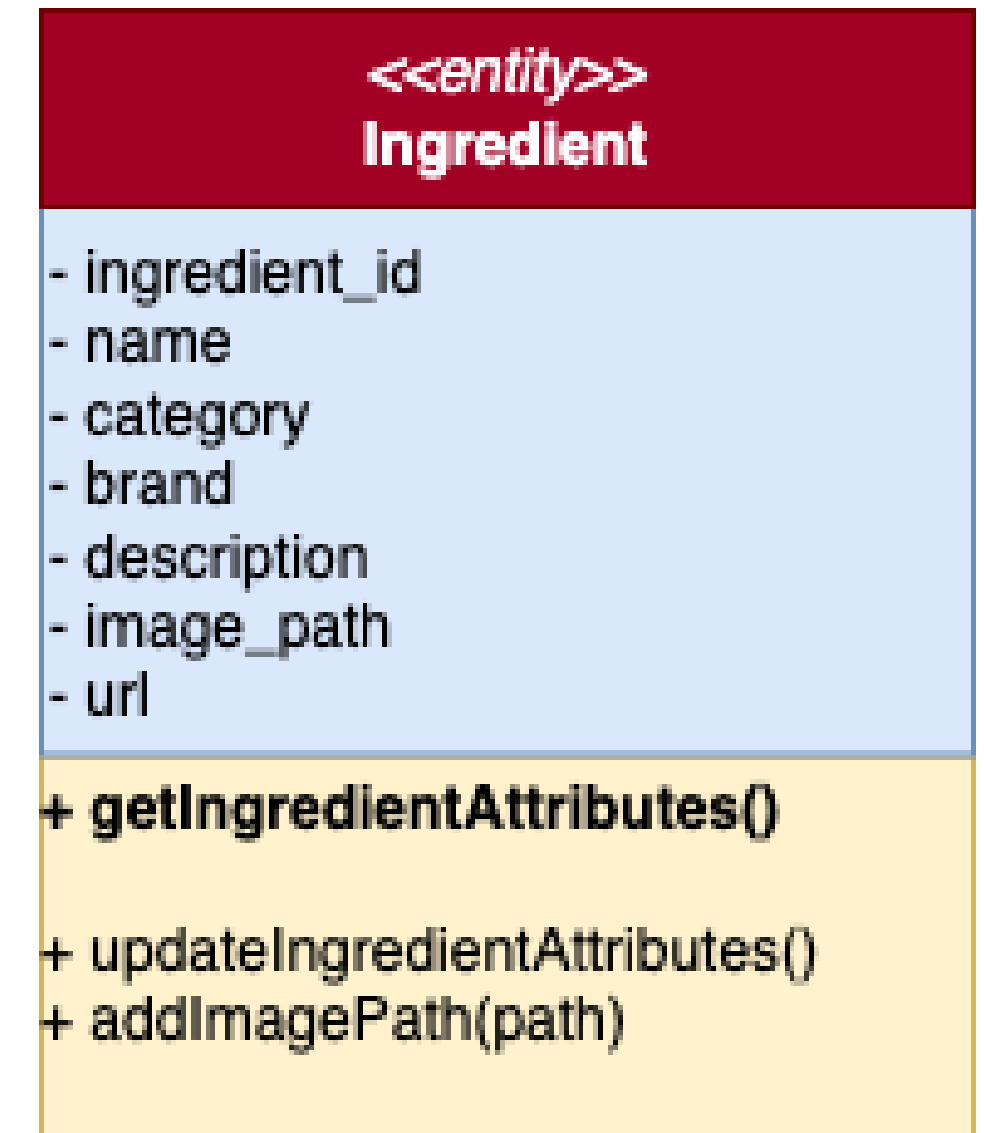 <<entity>>
Ingredient
- ingredient_id
- name
- category
- brand
- description
- image_path
- url
+ getIngredientAttributes()
+ updateIngredientAttributes()
+ addImagePath(path)